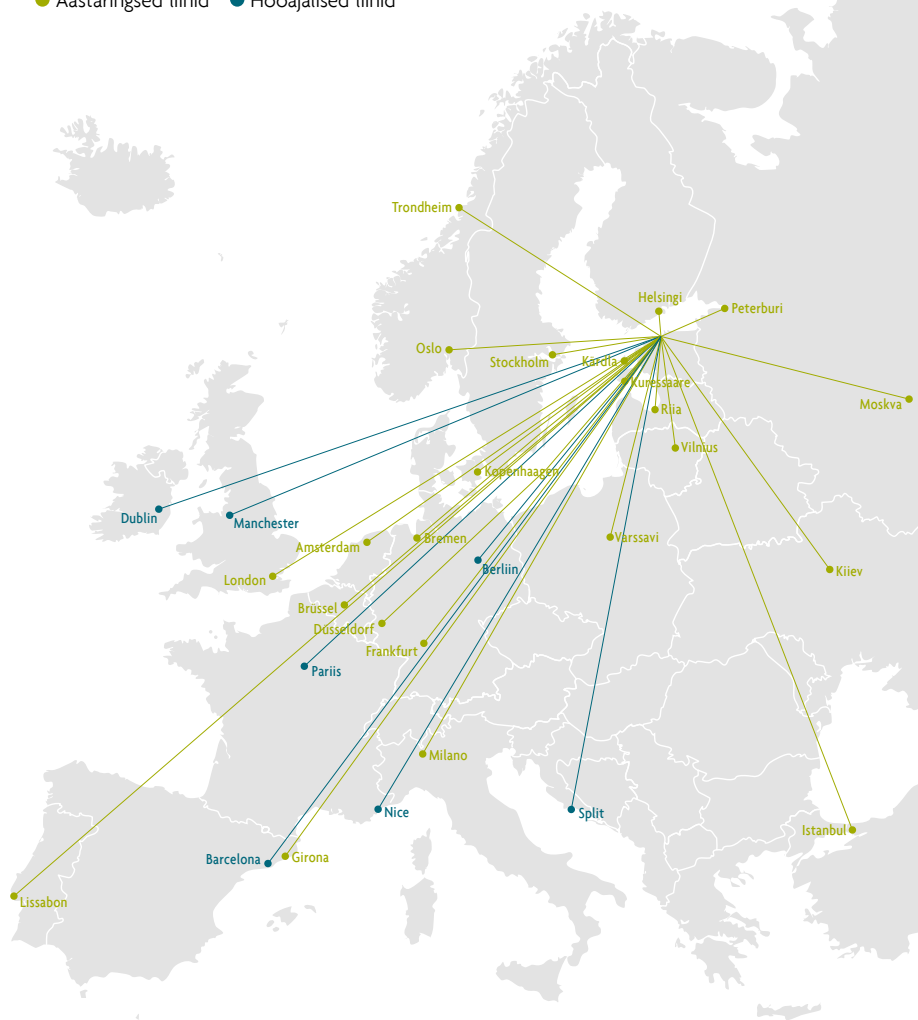 Aastaringsed liinid Hooajalised liinid
Trondheim
Helsingi
Peterburi
Oslo
Stockholm
Kärdla
Kuressaare
Moskva
Riia
Vilnius
Kopenhaagen
Dublin
Manchester
Amsterdam
Bremen
Varssavi
London
Berliin
Kiiev
Brüssel
Düsseldorf
Frankfurt
Pariis
Milano
Nice
Split
Istanbul
Barcelona
Girona
Lissabon